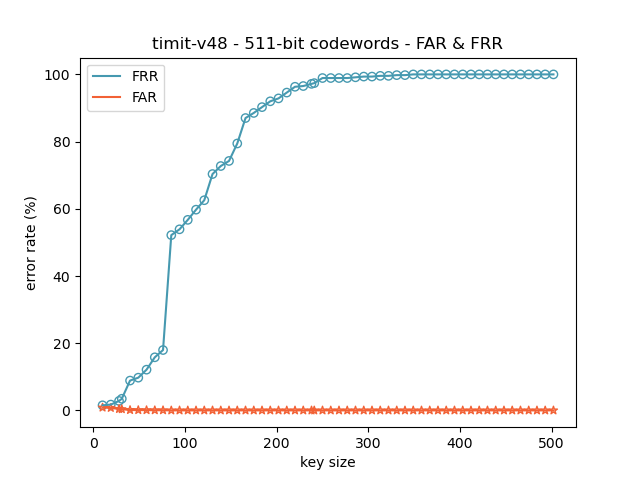 timit-v48 - 511-bit codewords - FAR & FRR
FRR
FAR
error rate (%)
100
80
60
40
20
0
0 100 200 300 400 500
key size